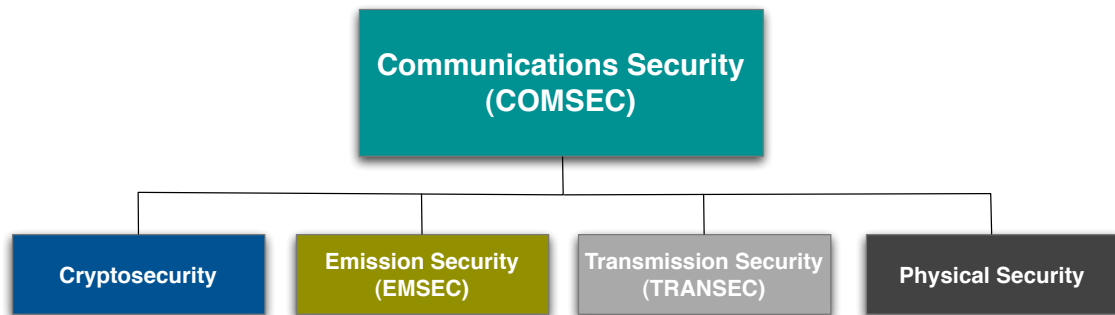 Communications Security
(COMSEC)
Cryptosecurity
Emission Security
(EMSEC)
Transmission Security
(TRANSEC)
Physical Security